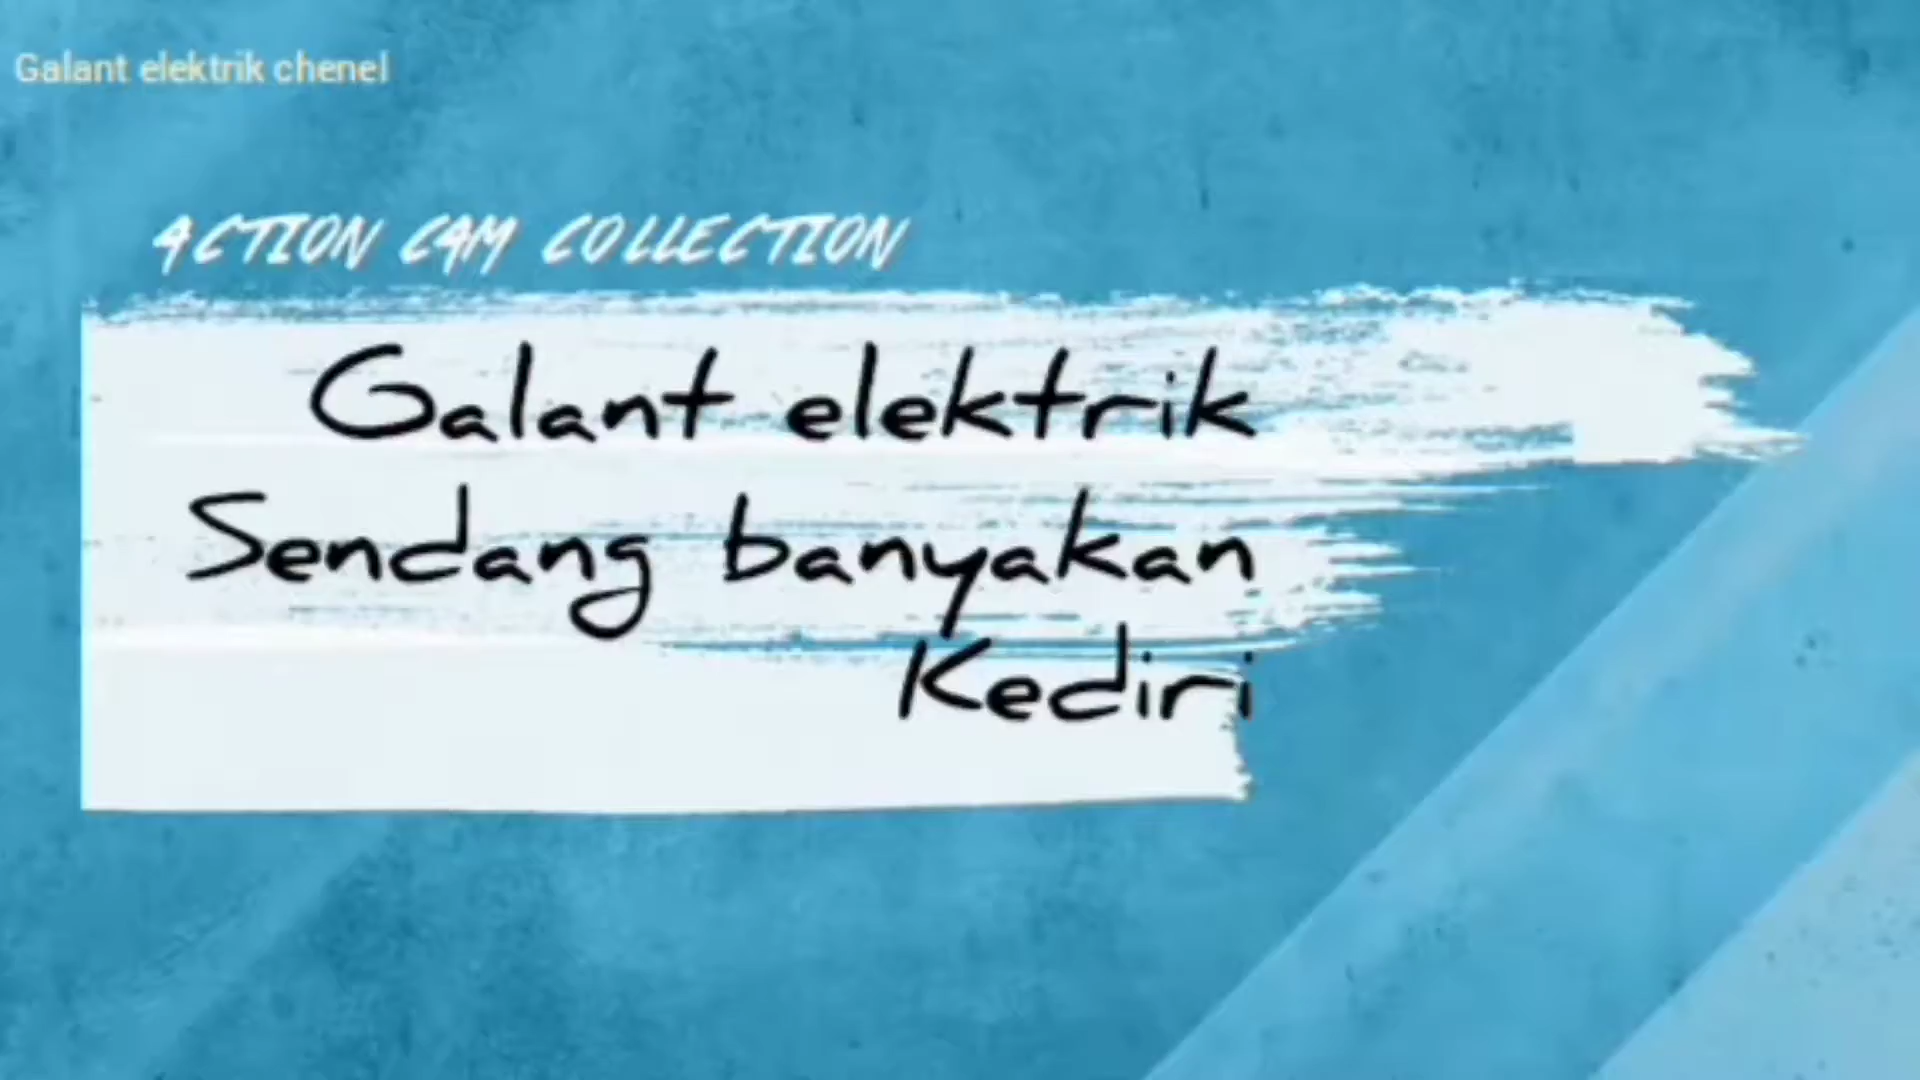 Galant elektrik chenel
ACTION CAM COLLECTION
Galant elektrik
Sendang banyakan
Kediri